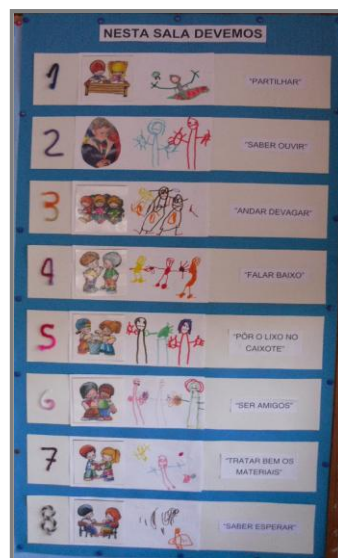 NESTA SALA DEVEMOS
1
"PARTILHAR"
2
"SABER OUVIR"
3
"ANDAR DEVAGAR"
4
"FALAR BAIXO"
5
"PÔR O LIXO NO
CAIXOTE"
6
"SER AMIGOS"
7
"TRATAR BEM OS
MATERIAIS"
8
"SABER ESPERAR"